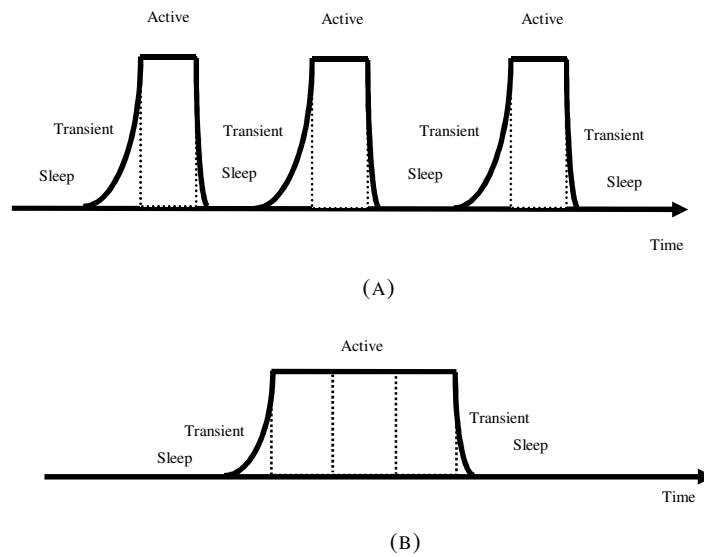 Active Active Active
Transient Transient Transient Transient
Sleep Sleep Sleep Sleep
Time
(A)
Active
Transient Transient
Sleep Sleep
Time
(B)